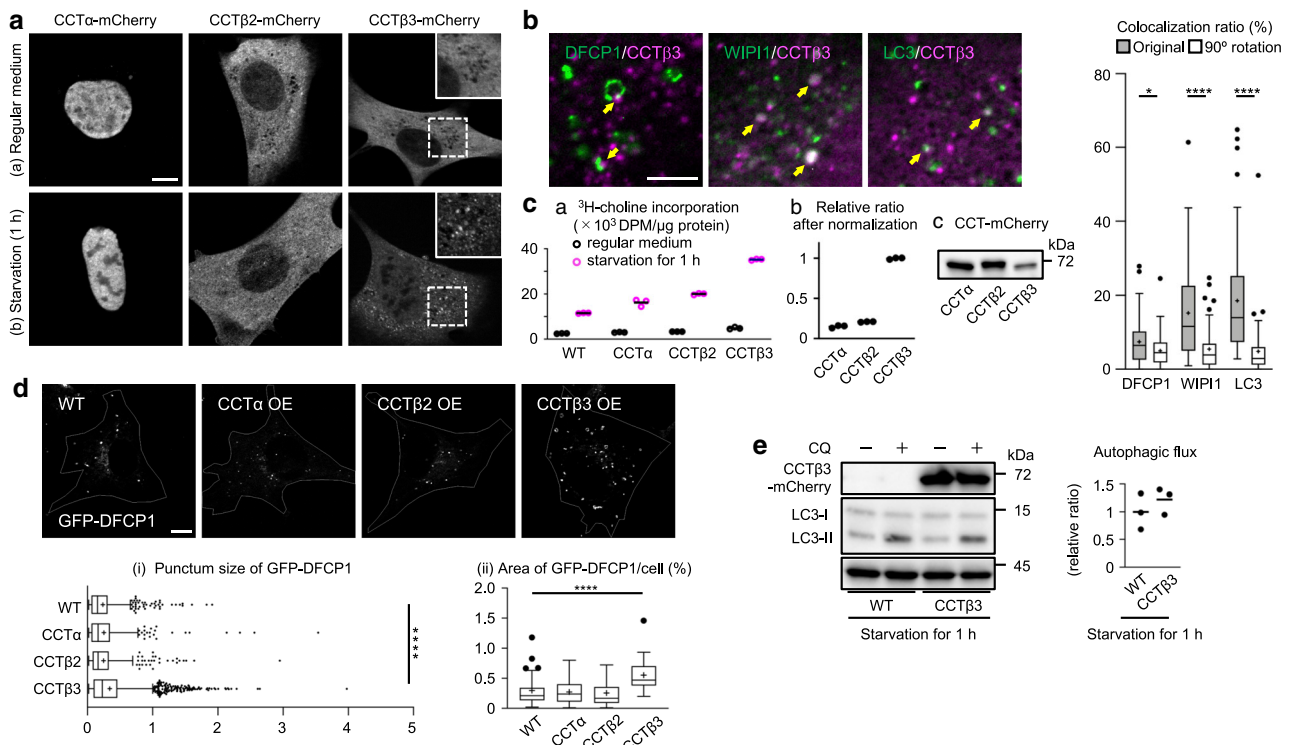 a
CCTα-mCherry
CCTβ2-mCherry
CCTβ3-mCherry
(a) Regular medium
(b) Starvation (1 h)
b
DFCP1/CCTβ3
WIPI1/CCTβ3
LC3/CCTβ3
Colocalization ratio (%)
Original 90º rotation
80
60
40
20
0
*
****
****
DFCP1
WIPI1
LC3
c
a
³H-choline incorporation
(×10³ DPM/μg protein)
regular medium
starvation for 1 h
40
20
0
WT
CCTα
CCTβ2
CCTβ3
b
Relative ratio
after normalization
1
0.5
0
CCTα
CCTβ2
CCTβ3
c
CCT-mCherry
kDa
72
CCTα
CCTβ2
CCTβ3
d
WT
CCTα OE
CCTβ2 OE
CCTβ3 OE
GFP-DFCP1
(i) Punctum size of GFP-DFCP1
WT
CCTα
CCTβ2
CCTβ3
****
0 1 2 3 4 5
(ii) Area of GFP-DFCP1/cell (%)
2.0
1.5
1.0
0.5
0
****
WT
CCTα
CCTβ2
CCTβ3
e
CQ − + − +
kDa
CCTβ3
-mCherry
72
LC3-I
15
LC3-II
45
WT
CCTβ3
Starvation for 1 h
Autophagic flux
(relative ratio)
1.5
1
0.5
0
WT
CCTβ3
Starvation for 1 h